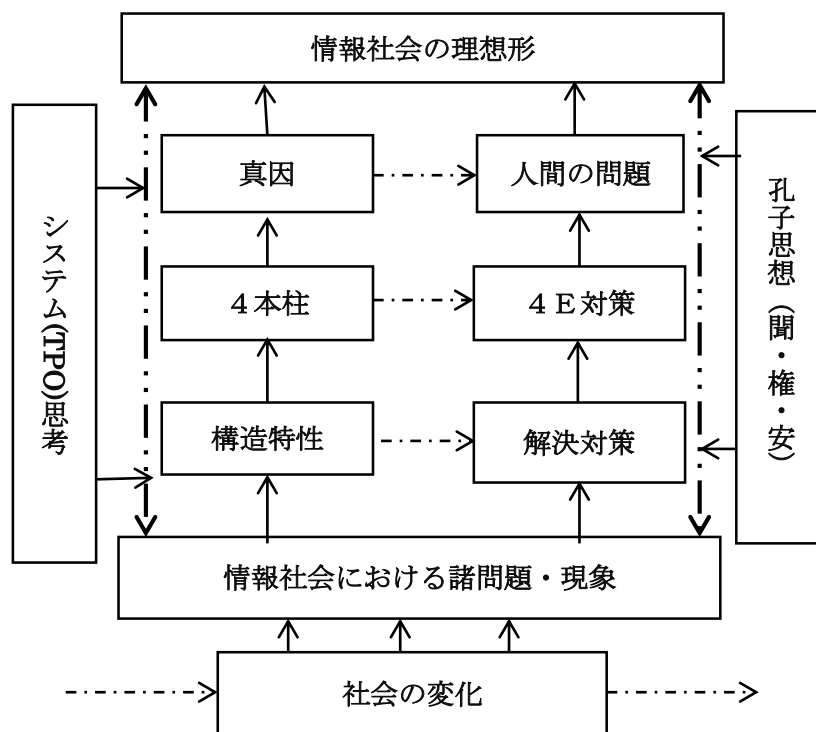 情報社会の理想形
システム(TPO)思考
真因
人間の問題
孔子思想（聞・権・安）
４本柱
４Ｅ対策
構造特性
解決対策
情報社会における諸問題・現象
社会の変化